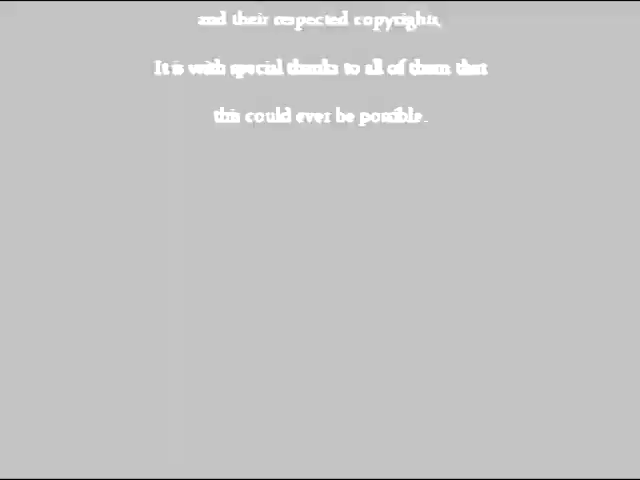 and their respected copyrights,
It is with special thanks to all of them that
this could ever be possible.